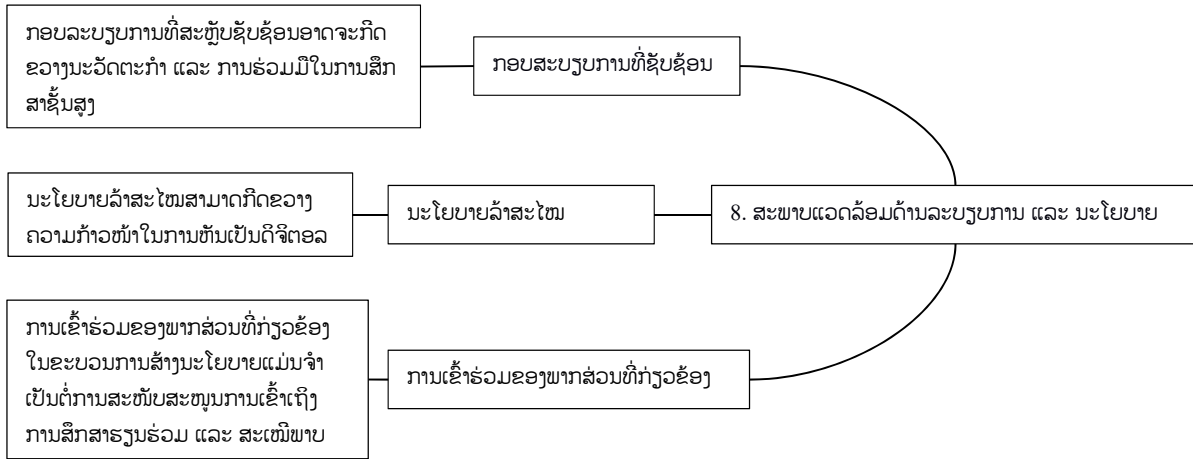 ກອບລະບຽບການທີ່ສະຫຼັບຊັບຊ້ອນອາດຈະກີດ
ຂວາງນະວັດຕະກຳ ແລະ ການຮ່ວມມືໃນການສຶກ
ສາຊັ້ນສູງ
ກອບສະບຽບການທີ່ຊັບຊ້ອນ
ນະໂຍບາຍລ້າສະໄໝສາມາດກີດຂວາງ
ຄວາມກ້າວໜ້າໃນການຫັນເປັນດິຈິຕອລ
ນະໂຍບາຍລ້າສະໄໝ
8. ສະພາບແວດລ້ອມດ້ານລະບຽບການ ແລະ ນະໂຍບາຍ
ການເຂົ້າຮ່ວມຂອງພາກສ່ວນທີ່ກ່ຽວຂ້ອງ
ໃນຂະບວນການສ້າງນະໂຍບາຍແມ່ນຈຳ
ເປັນຕໍ່ການສະໜັບສະໜູນການເຂົ້າເຖິງ
ການສຶກສາຮຽນຮ່ວມ ແລະ ສະເໝີພາບ
ການເຂົ້າຮ່ວມຂອງພາກສ່ວນທີ່ກ່ຽວຂ້ອງ